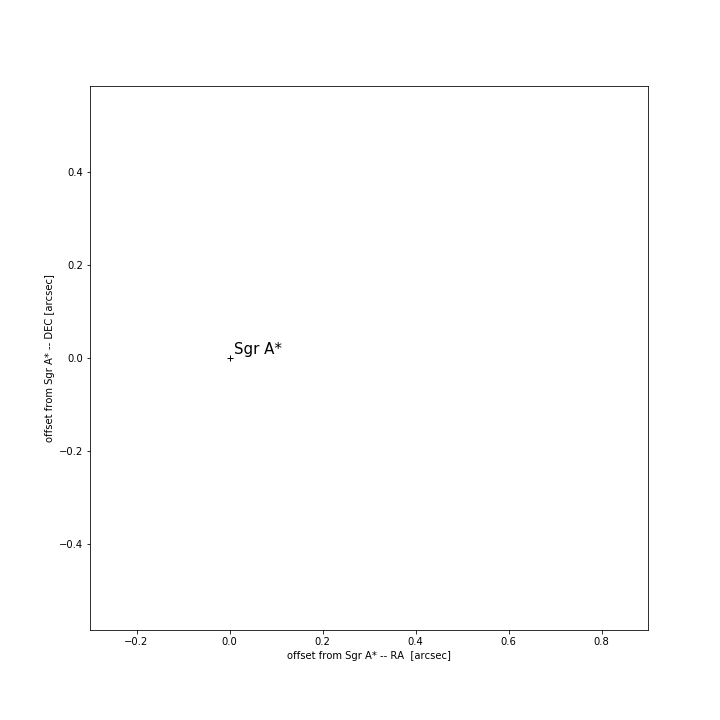 0.4
0.2
0.0
−0.2
−0.4
offset from Sgr A* -- DEC [arcsec]
Sgr A*
−0.2 0.0 0.2 0.4 0.6 0.8
offset from Sgr A* -- RA  [arcsec]